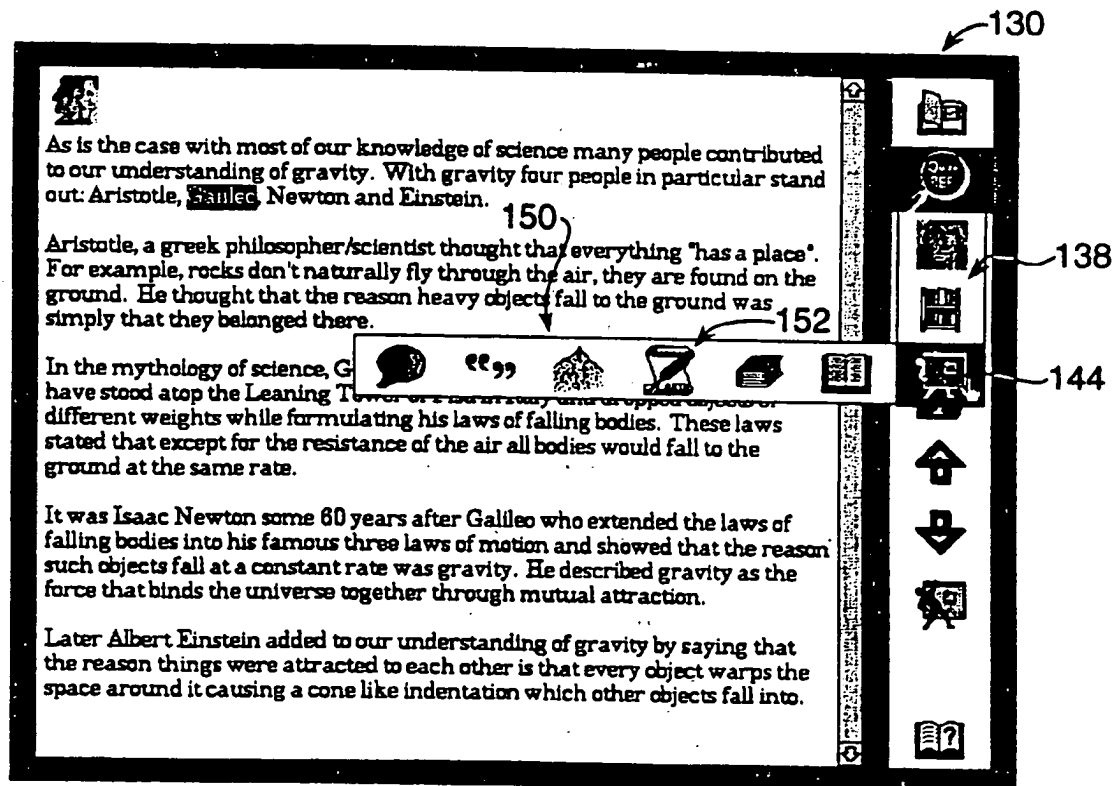 130
As is the case with most of our knowledge of science many people contributed
to our understanding of gravity. With gravity four people in particular stand
out: Aristotle, Galileo, Newton and Einstein.
150
Aristotle, a greek philosopher/scientist thought that everything "has a place".
For example, rocks don't naturally fly through the air, they are found on the
ground. He thought that the reason heavy objects fall to the ground was
simply that they belonged there.
138
152
In the mythology of science, G
144
have stood atop the Leaning
different weights while formulating his laws of falling bodies. These laws
stated that except for the resistance of the air all bodies would fall to the
ground at the same rate.
It was Isaac Newton some 60 years after Galileo who extended the laws of
falling bodies into his famous three laws of motion and showed that the reason
such objects fall at a constant rate was gravity. He described gravity as the
force that binds the universe together through mutual attraction.
Later Albert Einstein added to our understanding of gravity by saying that
the reason things were attracted to each other is that every object warps the
space around it causing a cone like indentation which other objects fall into.
?